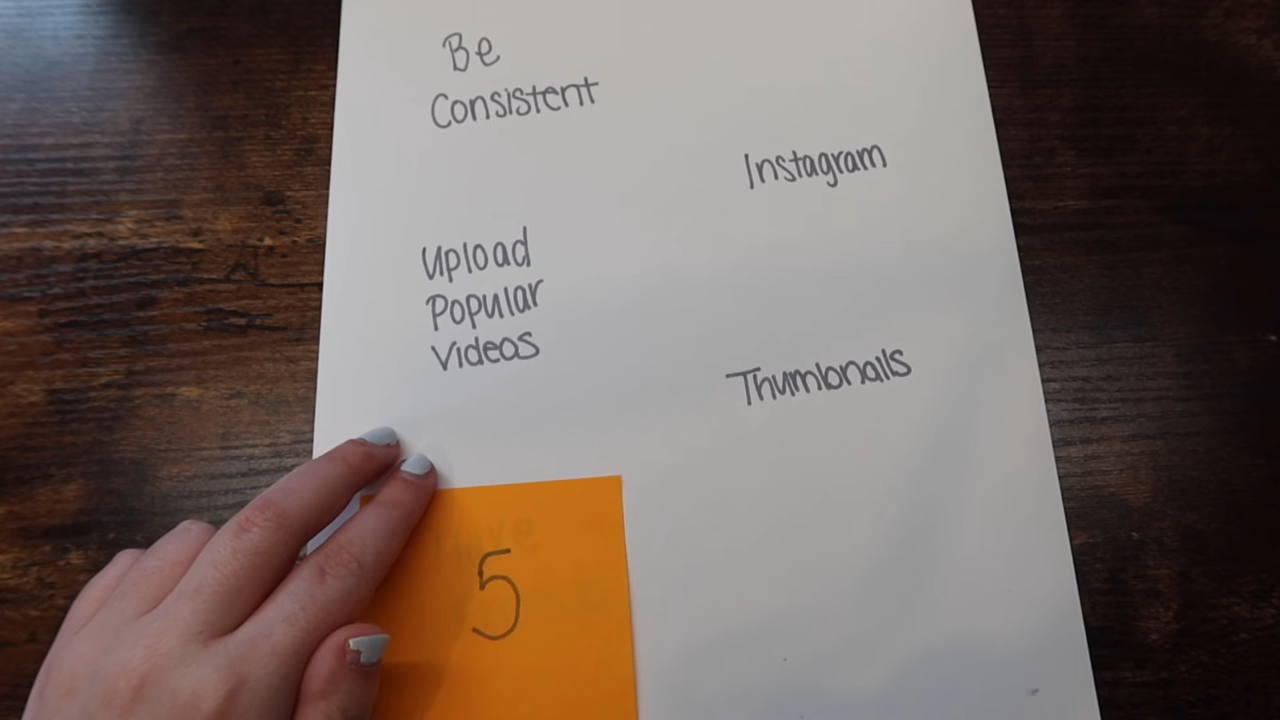 Be
Consistent
Instagram
Upload
Popular
Videos
Thumbnails
5